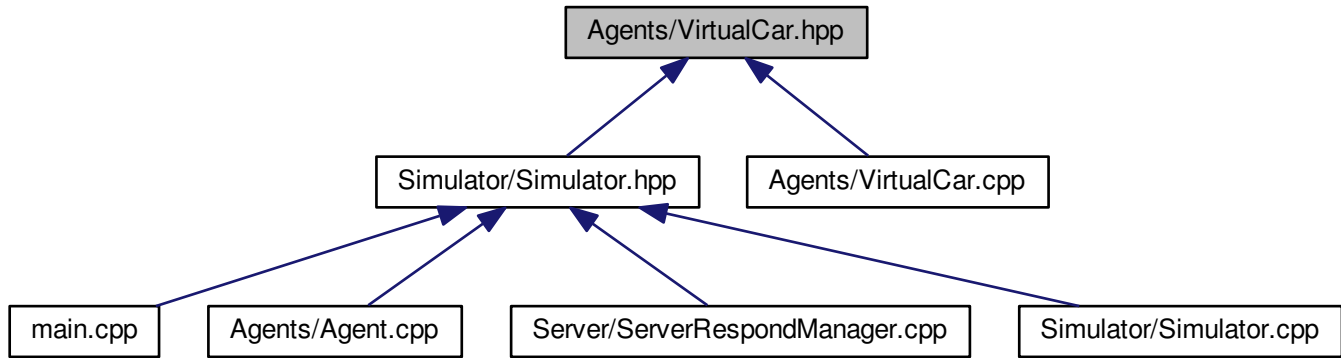 Agents/VirtualCar.hpp
Simulator/Simulator.hpp
Agents/VirtualCar.cpp
main.cpp
Agents/Agent.cpp
Server/ServerRespondManager.cpp
Simulator/Simulator.cpp